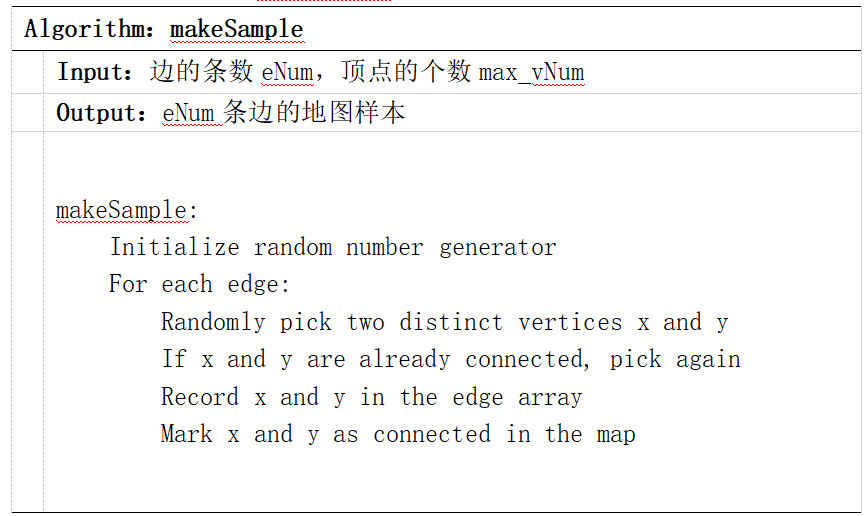 Algorithm：makeSample
Input：边的条数 eNum，顶点的个数 max_vNum
Output：eNum 条边的地图样本
makeSample:
Initialize random number generator
For each edge:
Randomly pick two distinct vertices x and y
If x and y are already connected, pick again
Record x and y in the edge array
Mark x and y as connected in the map